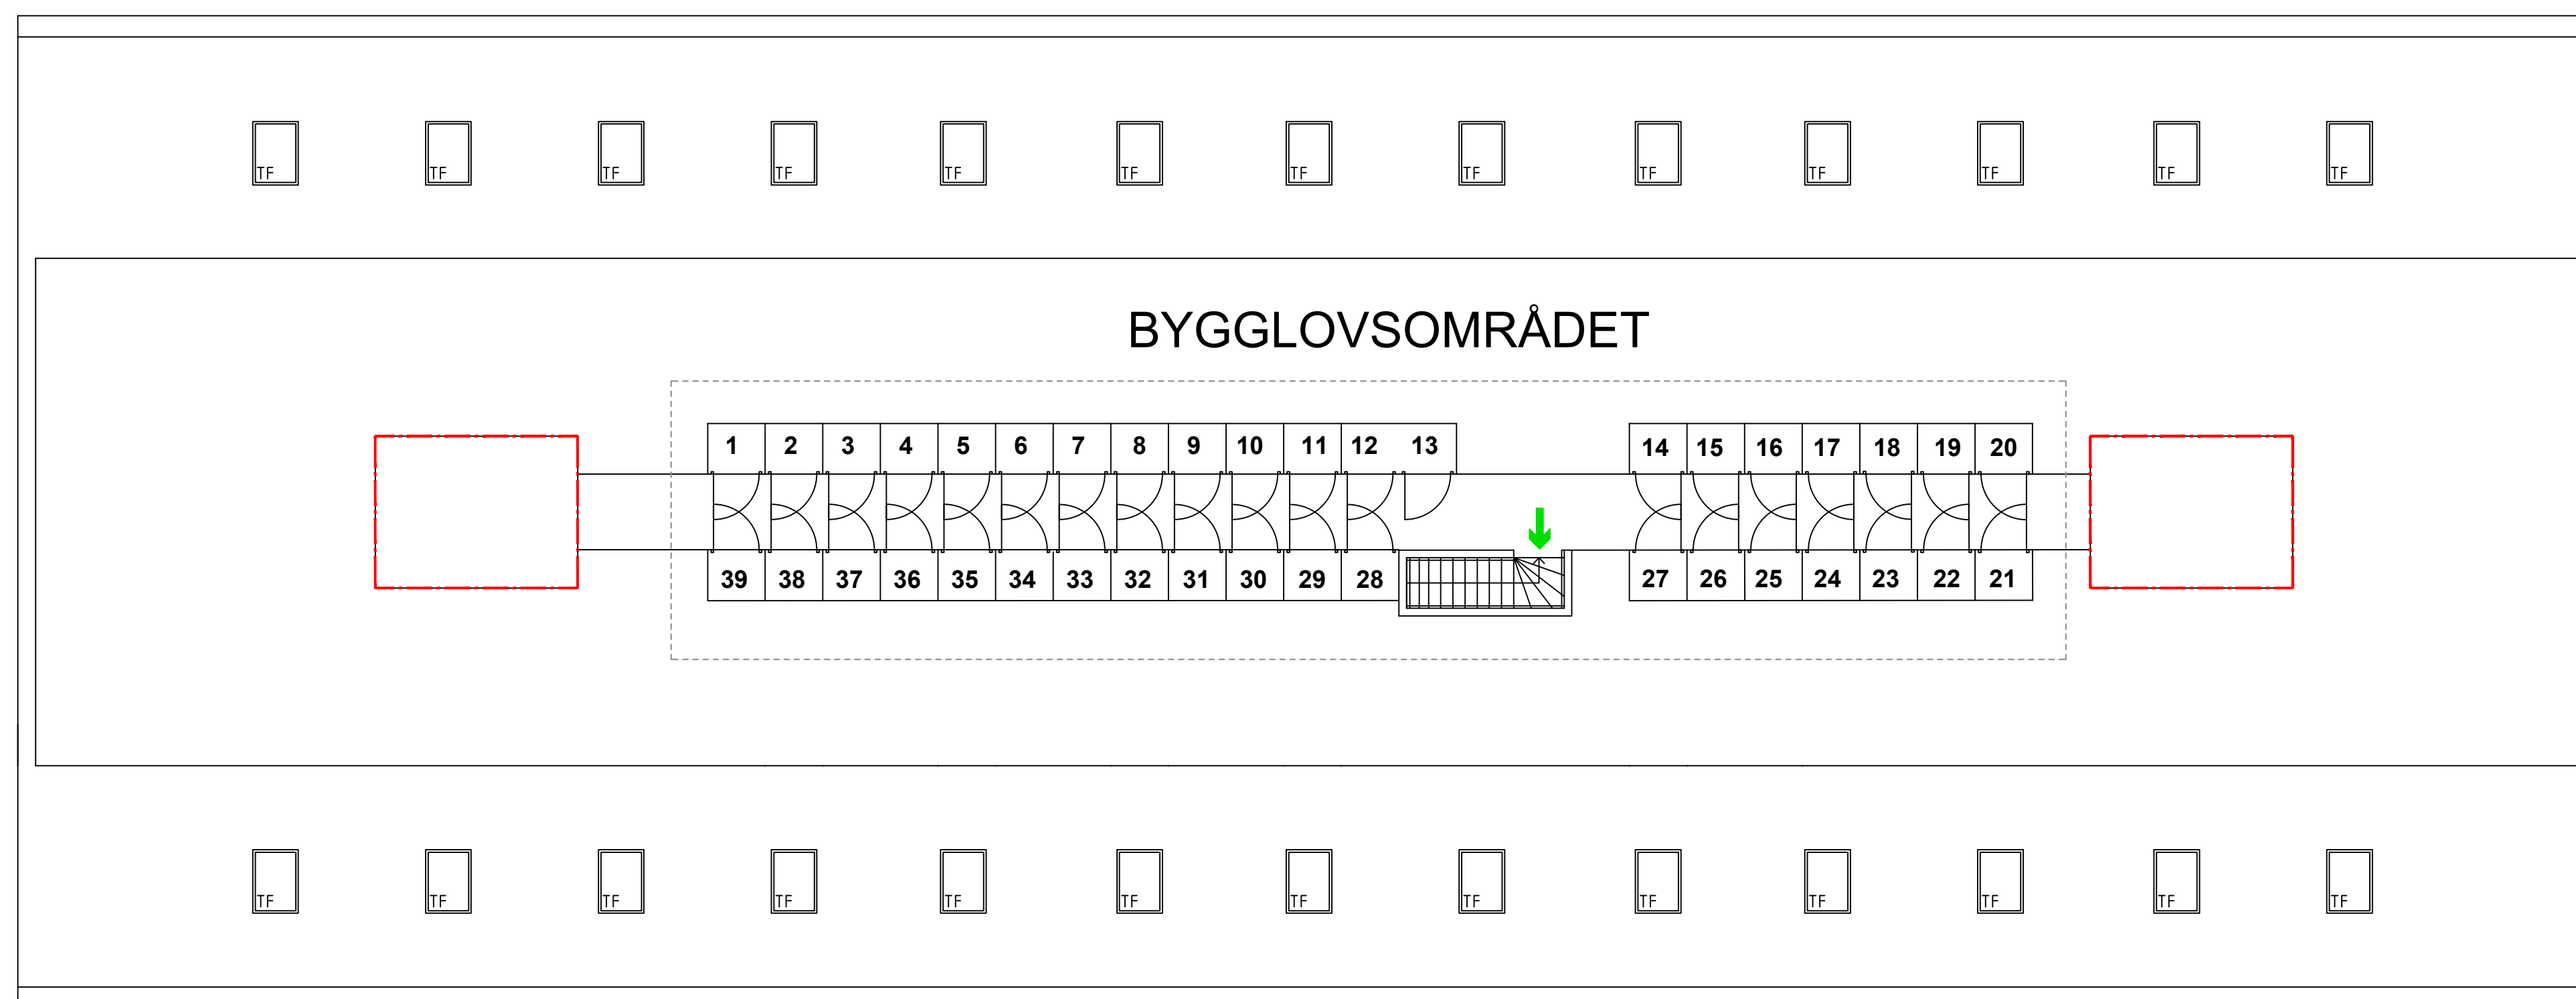 TF TF TF TF TF TF TF TF TF TF TF TF TF
BYGGLOVSOMRÅDET
1 2 3 4 5 6 7 8 9 10 11 12 13 14 15 16 17 18 19 20
39 38 37 36 35 34 33 32 31 30 29 28 27 26 25 24 23 22 21
TF TF TF TF TF TF TF TF TF TF TF TF TF